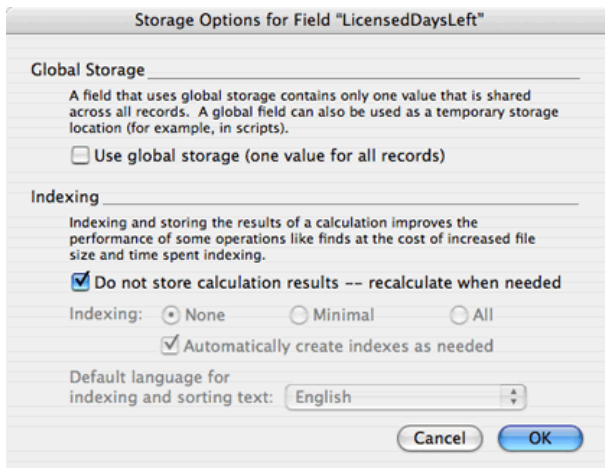 Storage Options for Field “LicensedDaysLeft”
Global Storage
A field that uses global storage contains only one value that is shared
across all records. A global field can also be used as a temporary storage
location (for example, in scripts).
Use global storage (one value for all records)
Indexing
Indexing and storing the results of a calculation improves the
performance of some operations like finds at the cost of increased file
size and time spent indexing.
Do not store calculation results -- recalculate when needed
Indexing: None Minimal All
Automatically create indexes as needed
Default language for
indexing and sorting text: English
Cancel OK